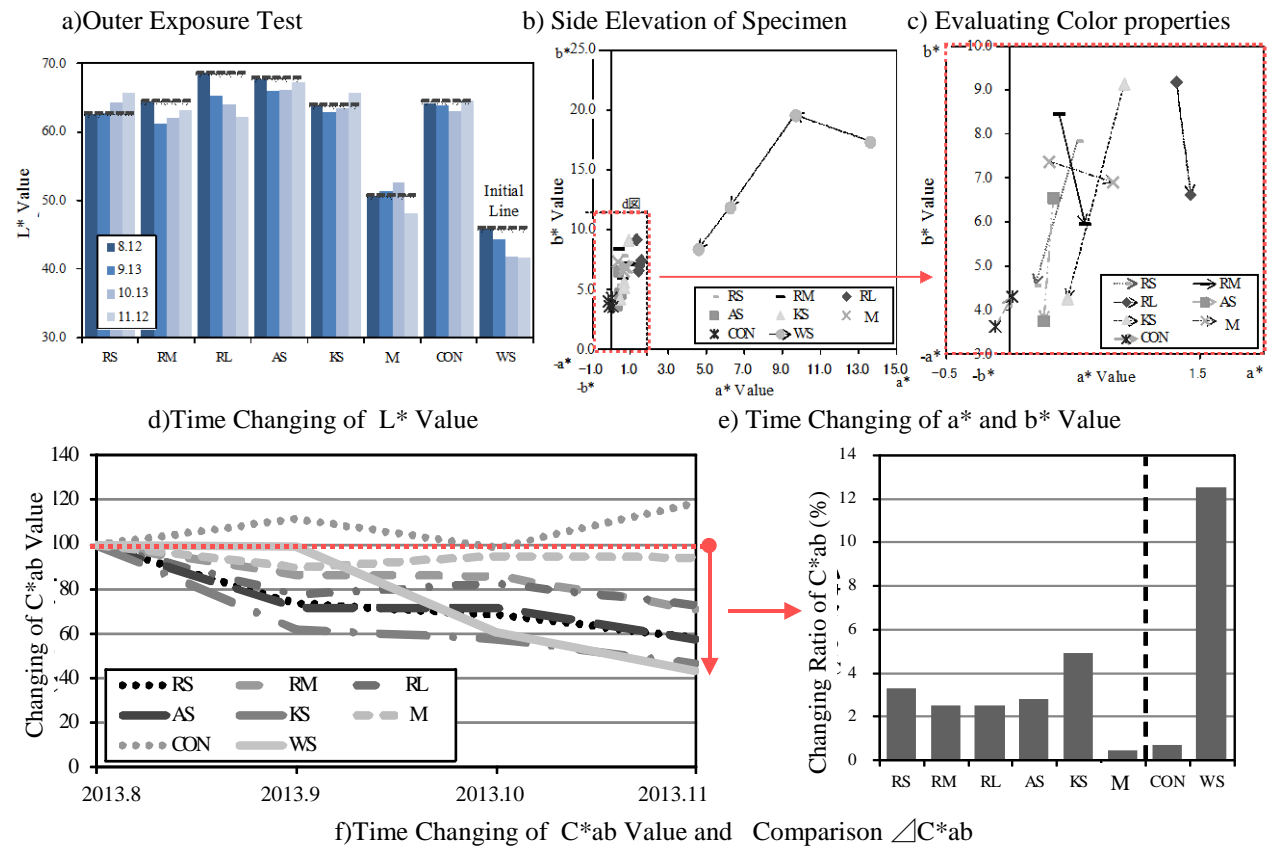 a)Outer Exposure Test
b) Side Elevation of Specimen
c) Evaluating Color properties
70.0
60.0
50.0
40.0
30.0
L* Value
8.12
9.13
10.13
11.12
Initial
Line
RS RM RL AS KS M CON WS
b*
25.0
20.0
15.0
10.0
5.0
0.0
b* Value
-a*
-b*
-1.0 1.0 3.0 5.0 7.0 9.0 11.0 13.0 15.0
a* Value
a*
RS RM RL
AS KS M
CON WS
b*
10.0
9.0
8.0
7.0
6.0
5.0
4.0
3.0
b* Value
-a*
-0.5
-b*
a* Value
1.5
a*
RS RM
RL AS
KS M
CON
d)Time Changing of L* Value
e) Time Changing of a* and b* Value
140
120
100
80
60
40
20
0
Changing of C*ab Value
RS RM RL
AS KS M
CON WS
2013.8 2013.9 2013.10 2013.11
14
12
10
8
6
4
2
0
Changing Ratio of C*ab (%)
RS RM RL AS KS M CON WS
f)Time Changing of C*ab Value and Comparison ⊿C*ab